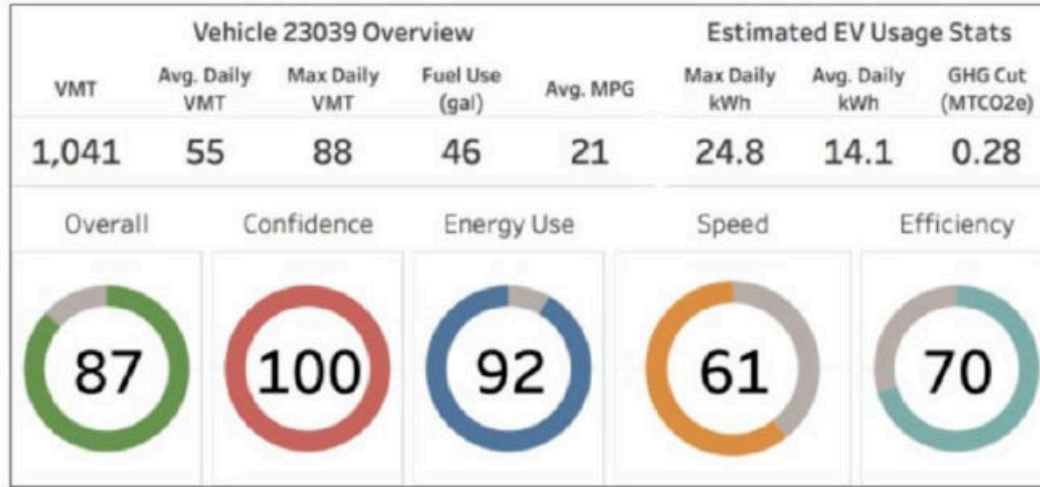 Vehicle 23039 Overview
Estimated EV Usage Stats
VMT
Avg. Daily VMT
Max Daily VMT
Fuel Use (gal)
Avg. MPG
Max Daily kWh
Avg. Daily kWh
GHG Cut (MTCO2e)
1,041 55 88 46 21 24.8 14.1 0.28
Overall Confidence Energy Use Speed Efficiency
87 100 92 61 70